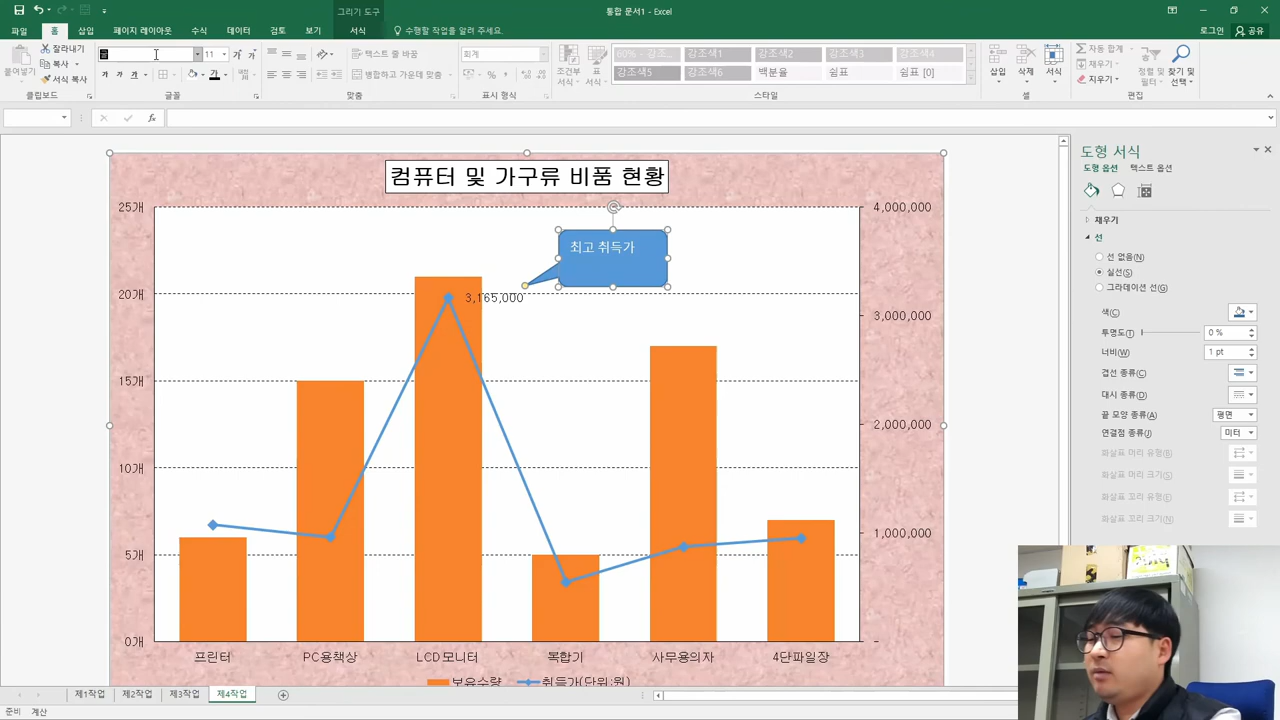 그리기 도구
통합 문서1 - Excel
파일 홈 삽입 페이지 레이아웃 수식 데이터 검토 보기 서식 수행할 작업을 알려 주세요.
로그인 공유
붙여넣기
잘라내기
복사
서식 복사
클립보드
11
글꼴
텍스트 줄 바꿈
병합하고 가운데 맞춤
맞춤
회계
표시 형식
조건부 서식
표 서식
60% - 강조... 강조색1 강조색2 강조색3 강조색4
강조색5 강조색6 백분율 쉼표 쉼표 [0]
스타일
삽입 삭제 서식
셀
자동 합계
채우기
지우기
정렬 및 필터
찾기 및 선택
편집
fx
컴퓨터 및 가구류 비품 현황
최고 취득가
3,165,000
25개
20개
15개
10개
5개
0개
4,000,000
3,000,000
2,000,000
1,000,000
-
프린터 PC용책상 LCD모니터 복합기 사무용의자 4단파일장
보유수량 취득가(단위:원)
도형 서식
도형 옵션 텍스트 옵션
채우기
선
선 없음(N)
실선(S)
그라데이션 선(G)
색(C)
투명도(T) 0 %
너비(W) 1 pt
겹선 종류(C)
대시 종류(D)
끝 모양 종류(A) 평면
연결점 종류(J) 미터
화살표 머리 유형(B)
화살표 머리 크기(S)
화살표 꼬리 유형(E)
화살표 꼬리 크기(N)
제1작업 제2작업 제3작업 제4작업
준비 계산